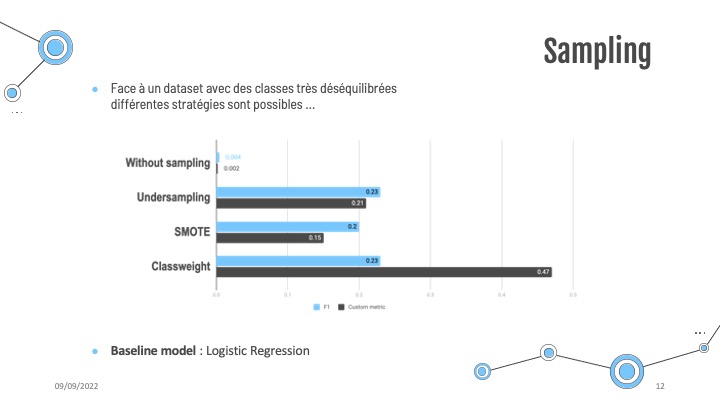 Sampling
Face à un dataset avec des classes très déséquilibrées
différentes stratégies sont possibles ...
Without sampling
0.004
0.002
Undersampling
0.23
0.21
SMOTE
0.2
0.15
Classweight
0.23
0.47
0.0 0.1 0.2 0.3 0.4 0.5
F1 Custom metric
Baseline model : Logistic Regression
09/09/2022
12